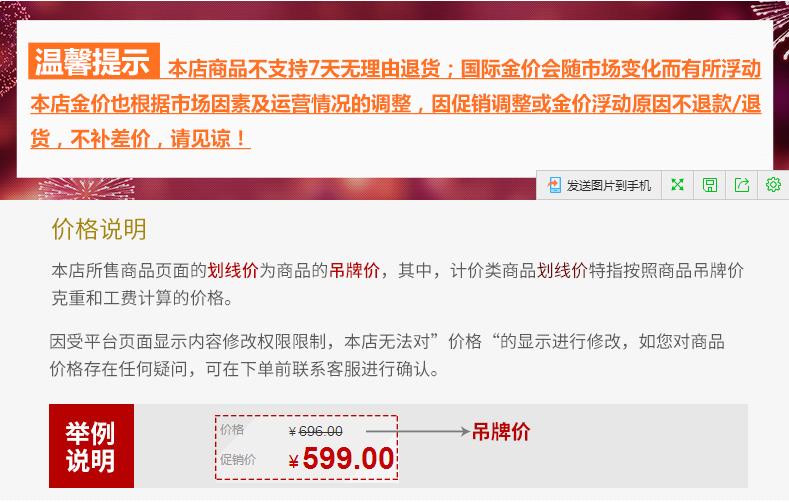 温馨提示 本店商品不支持7天无理由退货；国际金价会随市场变化而有所浮动
本店金价也根据市场因素及运营情况的调整，因促销调整或金价浮动原因不退款/退
货，不补差价，请见谅！
发送图片到手机
价格说明
本店所售商品页面的划线价为商品的吊牌价，其中，计价类商品划线价特指按照商品吊牌价
克重和工费计算的价格。
因受平台页面显示内容修改权限限制，本店无法对”价格“的显示进行修改，如您对商品
价格存在任何疑问，可在下单前联系客服进行确认。
举例
说明
价格 ¥696.00 吊牌价
促销价 ¥599.00